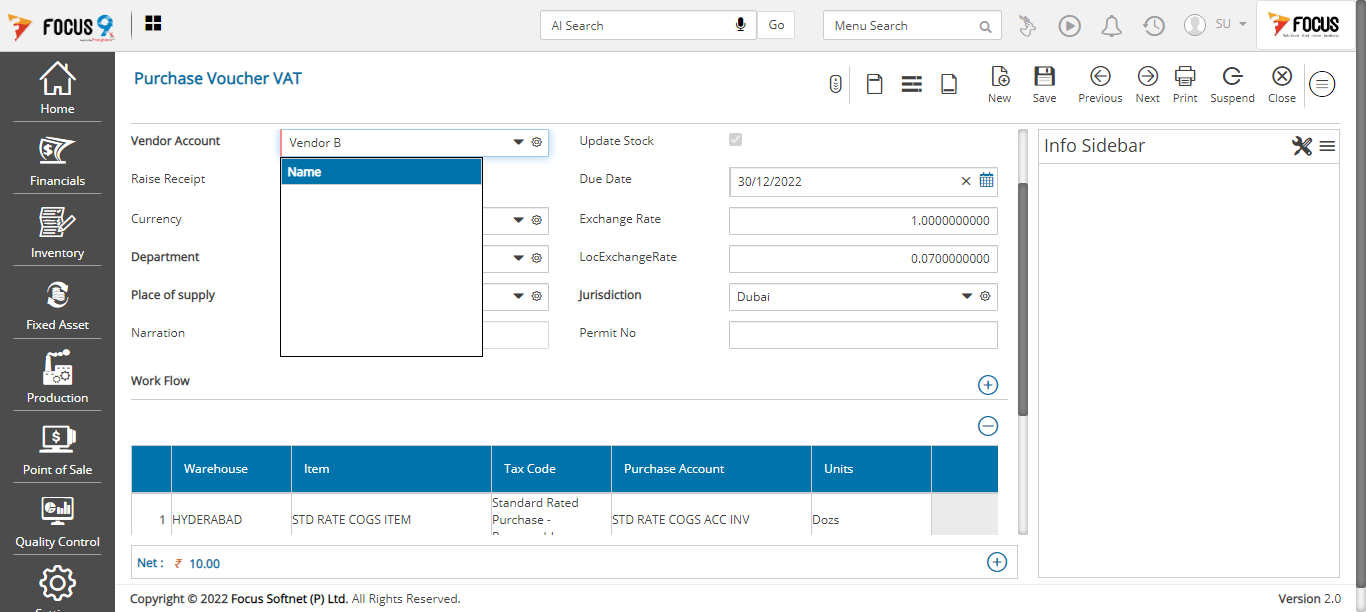 FOCUS 9
AI Search
Go
Menu Search
SU
FOCUS
Home
Financials
Inventory
Fixed Asset
Production
Point of Sale
Quality Control
Purchase Voucher VAT
New
Save
Previous
Next
Print
Suspend
Close
Vendor Account
Vendor B
Update Stock
Name
Raise Receipt
Due Date
30/12/2022
Currency
Exchange Rate
1.0000000000
Department
LocExchangeRate
0.0700000000
Place of supply
Jurisdiction
Dubai
Narration
Permit No
Work Flow
Warehouse
Item
Tax Code
Purchase Account
Units
1
HYDERABAD
STD RATE COGS ITEM
Standard Rated
Purchase -
STD RATE COGS ACC INV
Dozs
Net : ₹ 10.00
Info Sidebar
Copyright © 2022 Focus Softnet (P) Ltd. All Rights Reserved.
Version 2.0